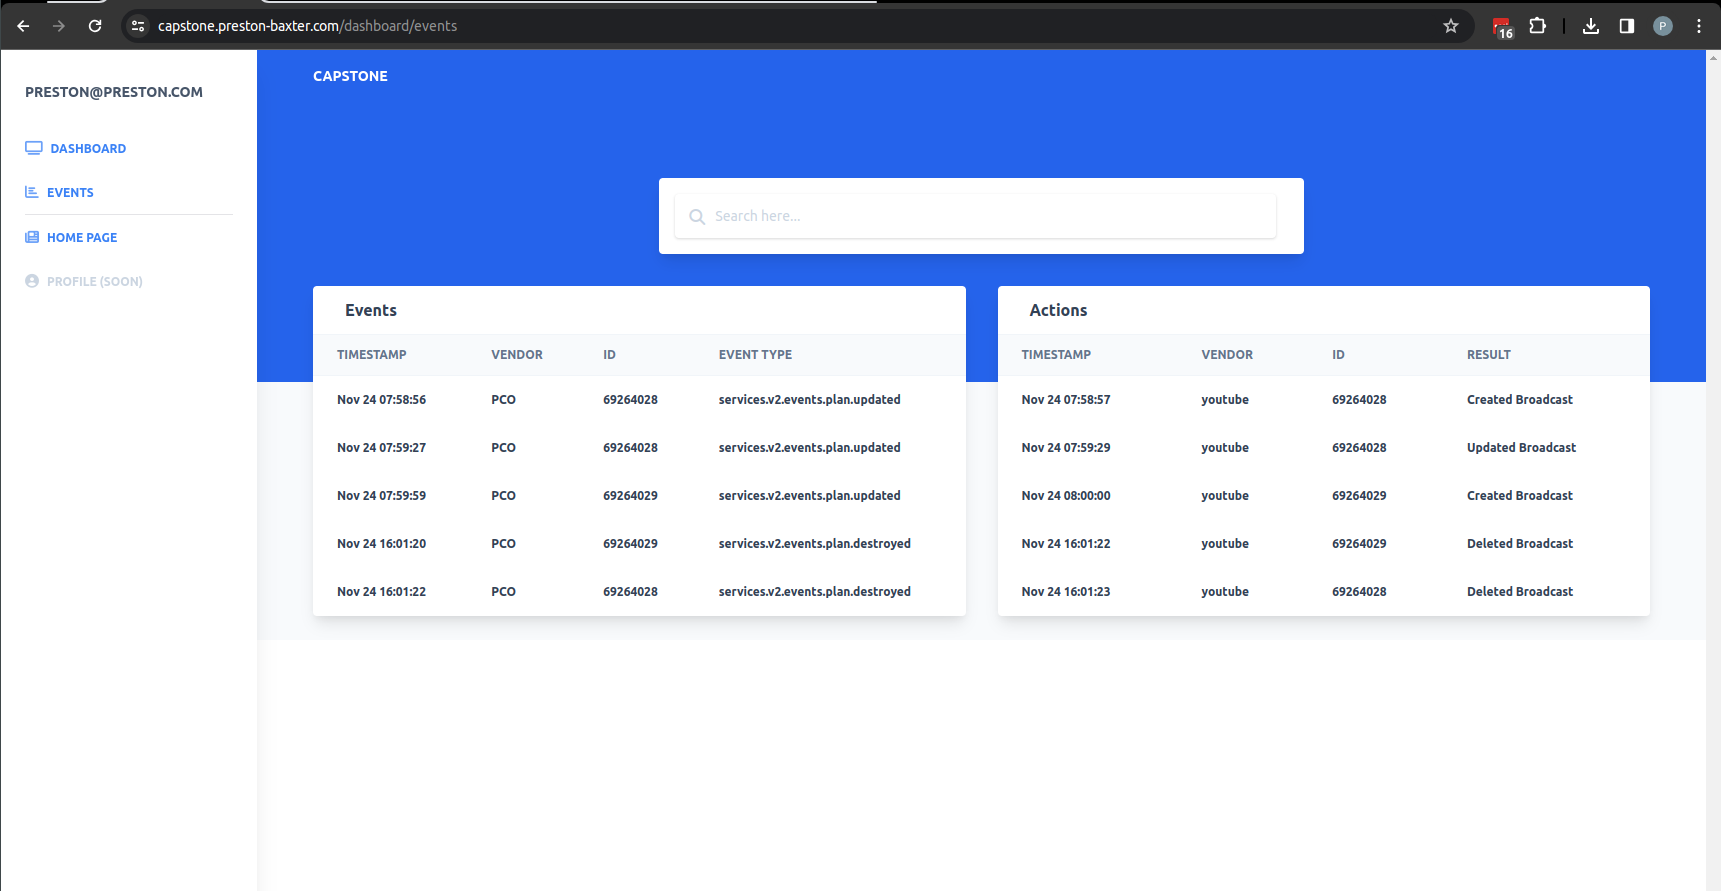 capstone.preston-baxter.com/dashboard/events
16
P
PRESTON@PRESTON.COM
DASHBOARD
EVENTS
HOME PAGE
PROFILE (SOON)
CAPSTONE
Search here...
Events
TIMESTAMP VENDOR ID EVENT TYPE
Nov 24 07:58:56 PCO 69264028 services.v2.events.plan.updated
Nov 24 07:59:27 PCO 69264028 services.v2.events.plan.updated
Nov 24 07:59:59 PCO 69264029 services.v2.events.plan.updated
Nov 24 16:01:20 PCO 69264029 services.v2.events.plan.destroyed
Nov 24 16:01:22 PCO 69264028 services.v2.events.plan.destroyed
Actions
TIMESTAMP VENDOR ID RESULT
Nov 24 07:58:57 youtube 69264028 Created Broadcast
Nov 24 07:59:29 youtube 69264028 Updated Broadcast
Nov 24 08:00:00 youtube 69264029 Created Broadcast
Nov 24 16:01:22 youtube 69264029 Deleted Broadcast
Nov 24 16:01:23 youtube 69264028 Deleted Broadcast